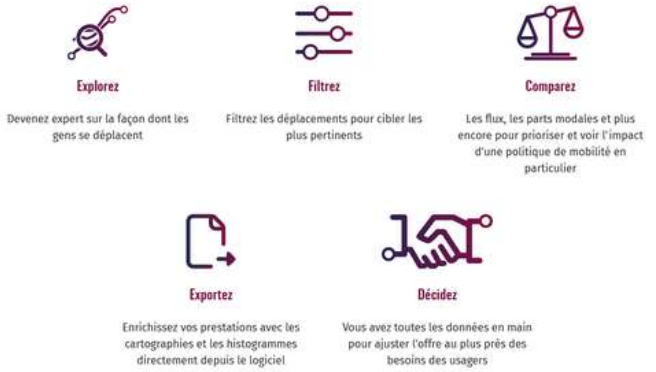 Explorez
Devenez expert sur la façon dont les
gens se déplacent
Filtrez
Filtrez les déplacements pour cibler les
plus pertinents
Comparez
Les flux, les parts modales et plus
encore pour prioriser et voir l'impact
d'une politique de mobilité en
particulier
Exportez
Enrichissez vos prestations avec les
cartographies et les histogrammes
directement depuis le logiciel
Décidez
Vous avez toutes les données en main
pour ajuster l'offre au plus près des
besoins des usagers